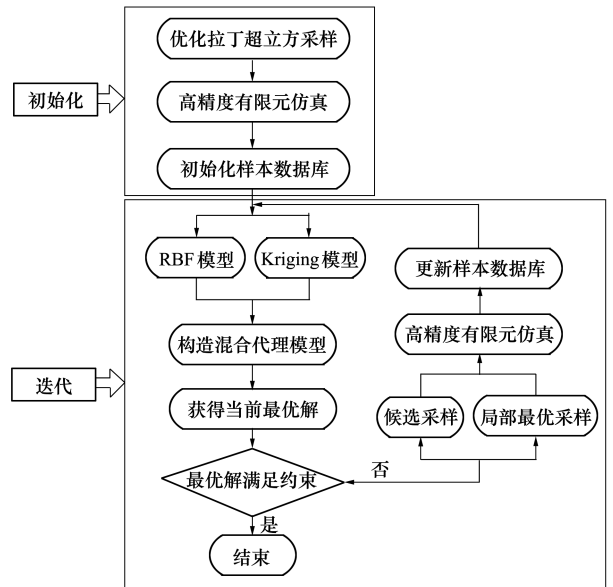 优化拉丁超立方采样
初始化
高精度有限元仿真
初始化样本数据库
RBF 模型
Kriging 模型
更新样本数据库
构造混合代理模型
高精度有限元仿真
迭代
获得当前最优解
候选采样
局部最优采样
最优解满足约束
否
是
结束